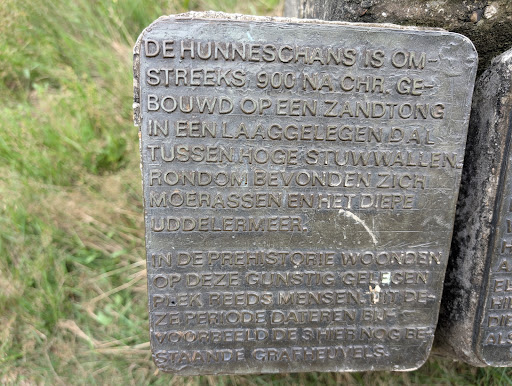 DE HUNNESCHANS IS OM-
STREEKS 900 NA CHR. GE-
BOUWD OP EEN ZANDTONG
IN EEN LAAGGELEGEN DAL
TUSSEN HOGE STUWWALLEN.
RONDOM BEVONDEN ZICH
MOERASSEN EN HET DIEPE
UDDELERMEER.
IN DE PREHISTORIE WOONDEN
OP DEZE GUNSTIG GELEGEN
PLEK REEDS MENSEN. UIT DE-
ZE PERIODE DATEREN BIJ-
VOORBEELD DE HIER NOG BE-
STAANDE GRAFHEUVELS.